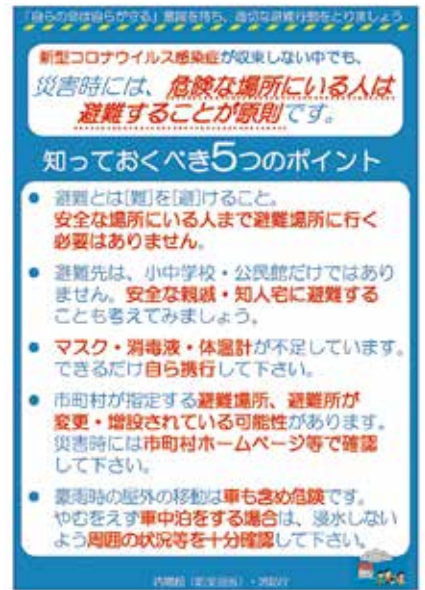 「自らの命は自らが守る」意識を持ち、適切な避難行動をとりましょう
新型コロナウイルス感染症が収束しない中でも、
災害時には、危険な場所にいる人は
避難することが原則です。
知っておくべき5つのポイント
● 避難とは[難]を[避]けること。
安全な場所にいる人まで避難場所に行く
必要はありません。
● 避難先は、小中学校・公民館だけではあり
ません。安全な親戚・知人宅に避難する
ことも考えてみましょう。
● マスク・消毒液・体温計が不足しています。
できるだけ自ら携行して下さい。
● 市町村が指定する避難場所、避難所が
変更・増設されている可能性があります。
災害時には市町村ホームページ等で確認
して下さい。
● 豪雨時の屋外の移動は車も含め危険です。
やむをえず車中泊をする場合は、浸水しない
よう周囲の状況等を十分確認して下さい。
内閣府（防災担当）・消防庁